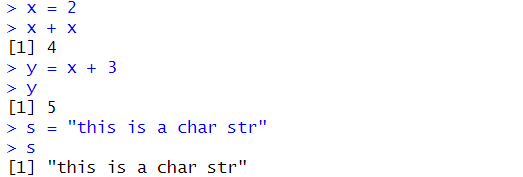 > x = 2
> x + x
[1] 4
> y = x + 3
> y
[1] 5
> s = "this is a char str"
> s
[1] "this is a char str"